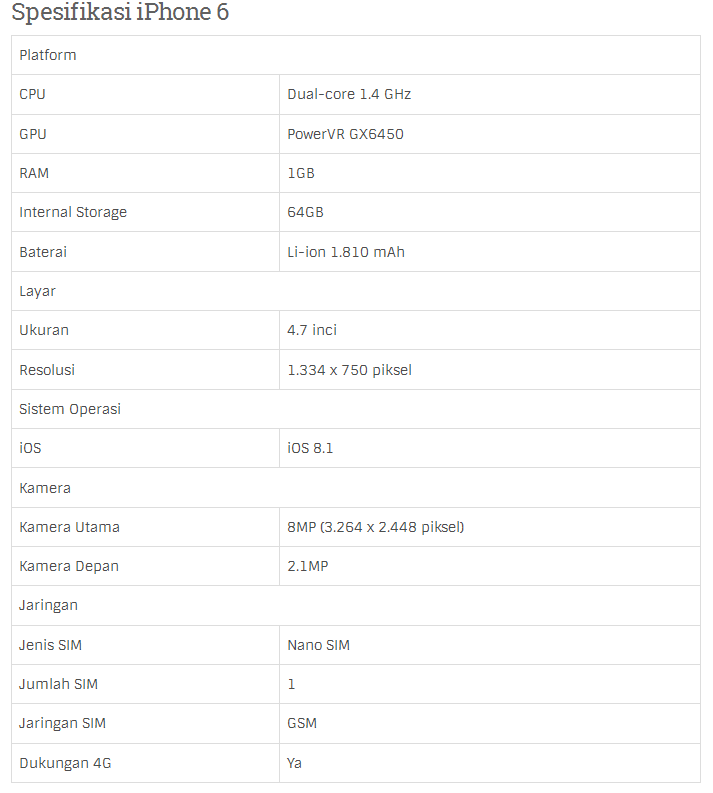 Spesifikasi iPhone 6
Platform
CPU Dual-core 1.4 GHz
GPU PowerVR GX6450
RAM 1GB
Internal Storage 64GB
Baterai Li-ion 1.810 mAh
Layar
Ukuran 4.7 inci
Resolusi 1.334 x 750 piksel
Sistem Operasi
iOS iOS 8.1
Kamera
Kamera Utama 8MP (3.264 x 2.448 piksel)
Kamera Depan 2.1MP
Jaringan
Jenis SIM Nano SIM
Jumlah SIM 1
Jaringan SIM GSM
Dukungan 4G Ya